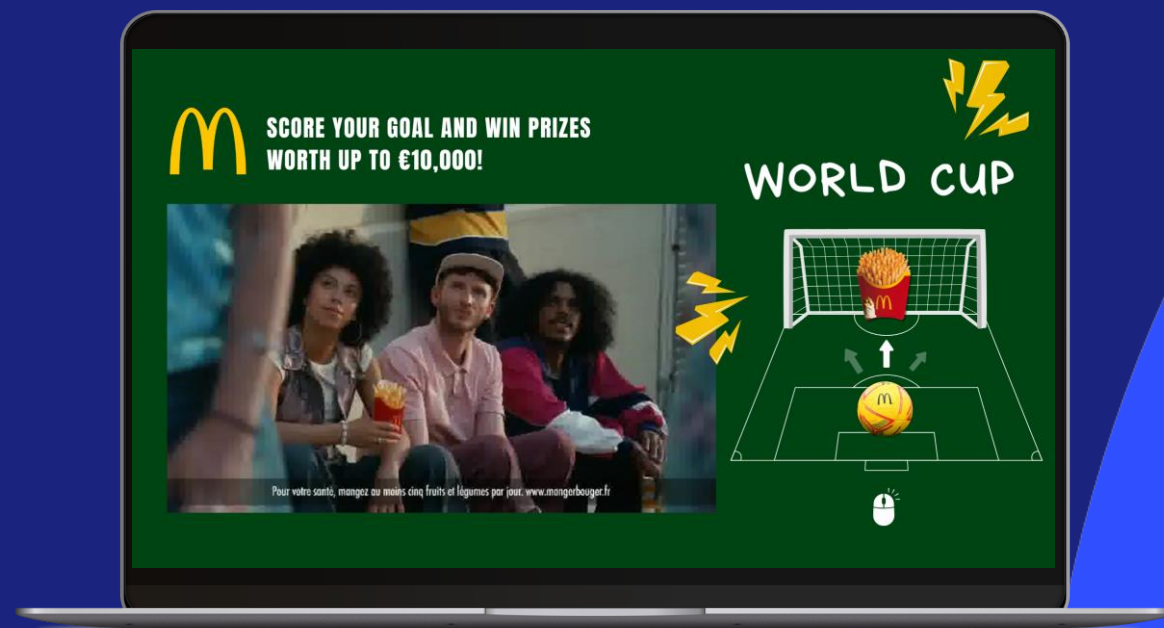 SCORE YOUR GOAL AND WIN PRIZES
WORTH UP TO €10,000!
WORLD CUP
Pour votre santé, mangez au moins cinq fruits et légumes par jour. www.mangerbouger.fr